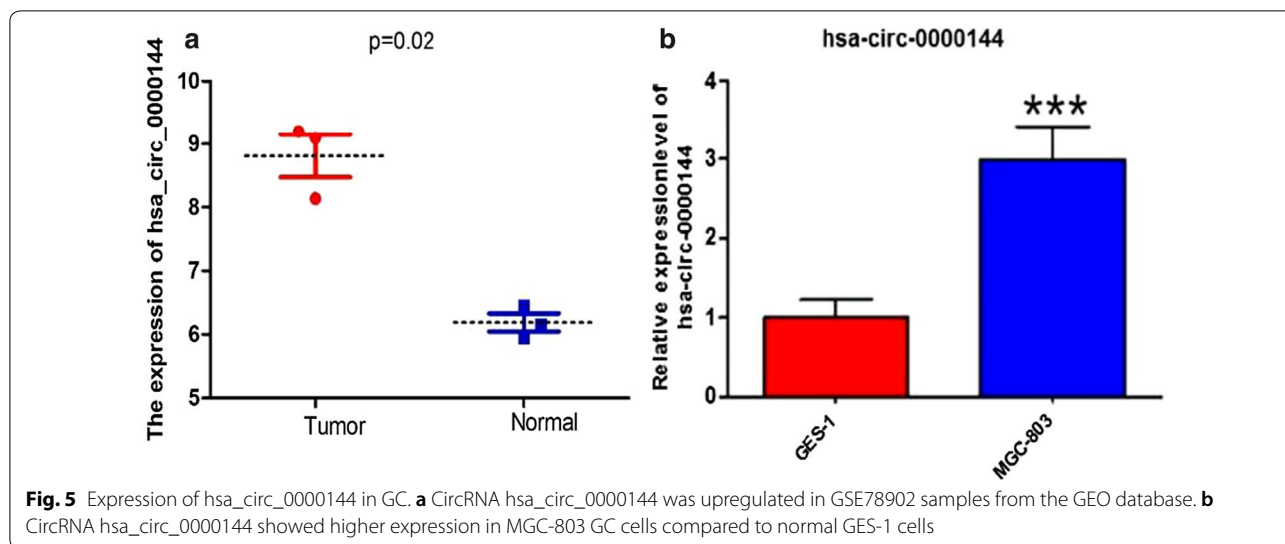 a
p=0.02
The expression of hsa_circ_0000144
10
9
8
7
6
5
Tumor
Normal
b
hsa-circ-0000144
Relative expressionlevel of
hsa-circ-0000144
4
3
2
1
0
***
GES-1
MGC-803
Fig. 5 Expression of hsa_circ_0000144 in GC. a CircRNA hsa_circ_0000144 was upregulated in GSE78902 samples from the GEO database. b
CircRNA hsa_circ_0000144 showed higher expression in MGC-803 GC cells compared to normal GES-1 cells